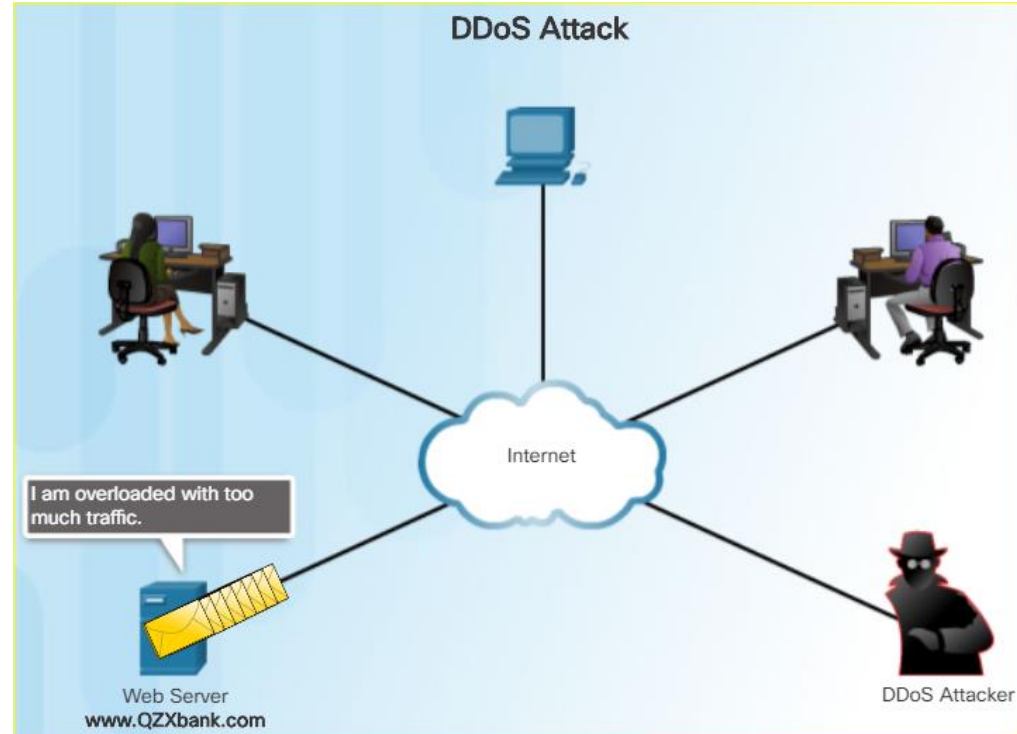 DDoS Attack
Internet
I am overloaded with too
much traffic.
Web Server
www.QZXbank.com
DDoS Attacker